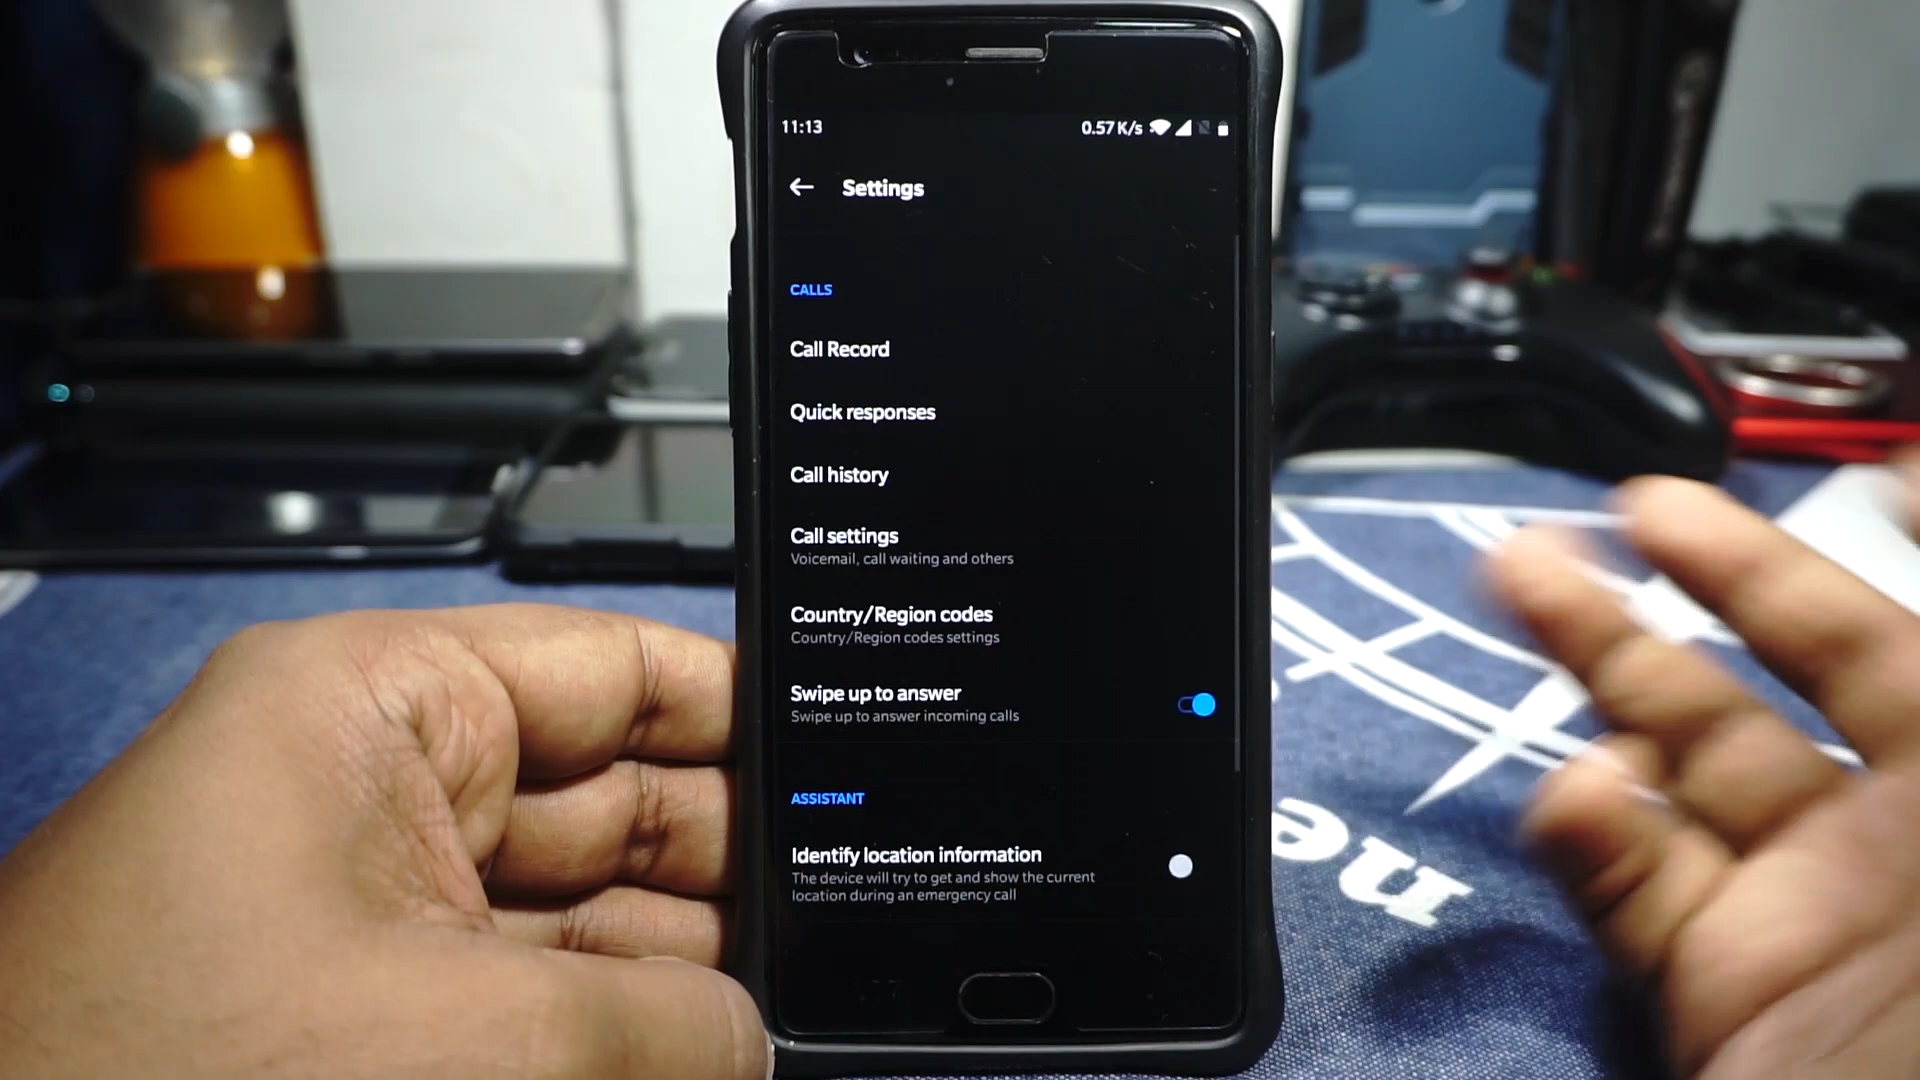 11:13
0.57 K/s
Settings
CALLS
Call Record
Quick responses
Call history
Call settings
Voicemail, call waiting and others
Country/Region codes
Country/Region codes settings
Swipe up to answer
Swipe up to answer incoming calls
ASSISTANT
Identify location information
The device will try to get and show the current
location during an emergency call
ne